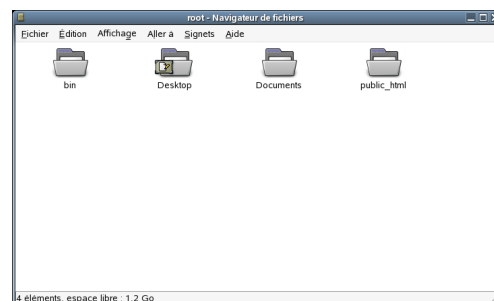 root - Navigateur de fichiers
Fichier Édition Affichage Aller à Signets Aide
bin Desktop Documents public_html
4 éléments, espace libre : 1,2 Go